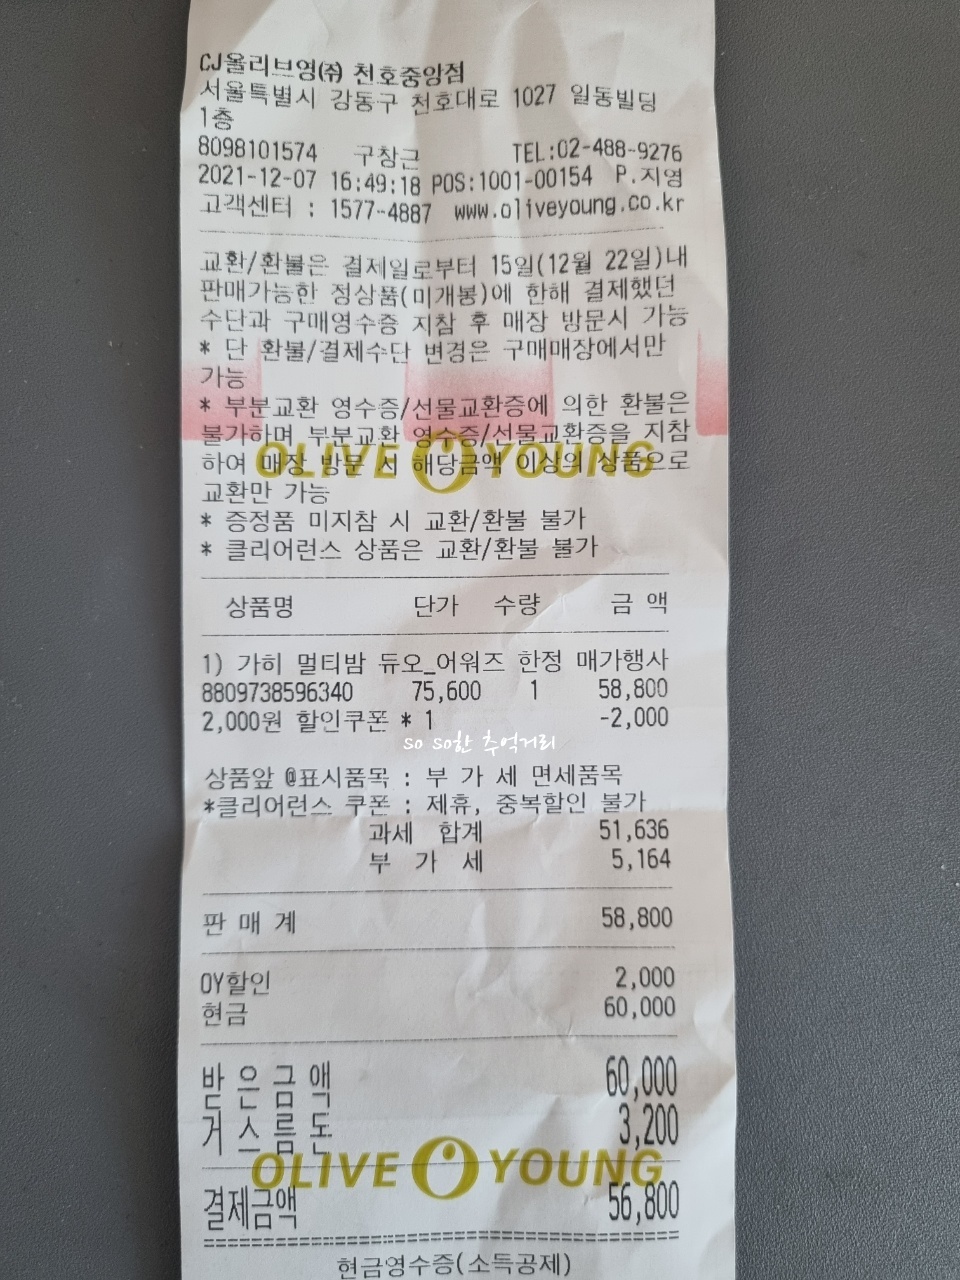 CJ올리브영(주) 천호중앙점
서울특별시 강동구 천호대로 1027 일동빌딩
1층
8098101574 구창근 TEL:02-488-9276
2021-12-07 16:49:18 POS:1001-00154 P.지영
고객센터 : 1577-4887 www.oliveyoung.co.kr
교환/환불은 결제일로부터 15일(12월 22일)내
판매가능한 정상품(미개봉)에 한해 결제했던
수단과 구매영수증 지참 후 매장 방문시 가능
* 단 환불/결제수단 변경은 구매매장에서만
가능
* 부분교환 영수증/선물교환증에 의한 환불은
불가하며 부분교환 영수증/선물교환증을 지참
OLIVE YOUNG
하여 매장 방문 시 해당금액 이상의 상품으로
교환만 가능
* 증정품 미지참 시 교환/환불 불가
* 클리어런스 상품은 교환/환불 불가
상품명 단가 수량 금 액
1) 가히 멀티밤 듀오_어워즈 한정 매가행사
8809738596340 75,600 1 58,800
2,000원 할인쿠폰 * 1 -2,000
so so한 추억거리
상품앞 @표시품목 : 부 가 세 면세품목
*클리어런스 쿠폰 : 제휴, 중복할인 불가
과세 합계 51,636
부 가 세 5,164
판 매 계 58,800
OY할인 2,000
현금 60,000
받 은 금 액 60,000
거 스 름 돈 3,200
OLIVE YOUNG
결제금액 56,800
==========================================
현금영수증(소득공제)